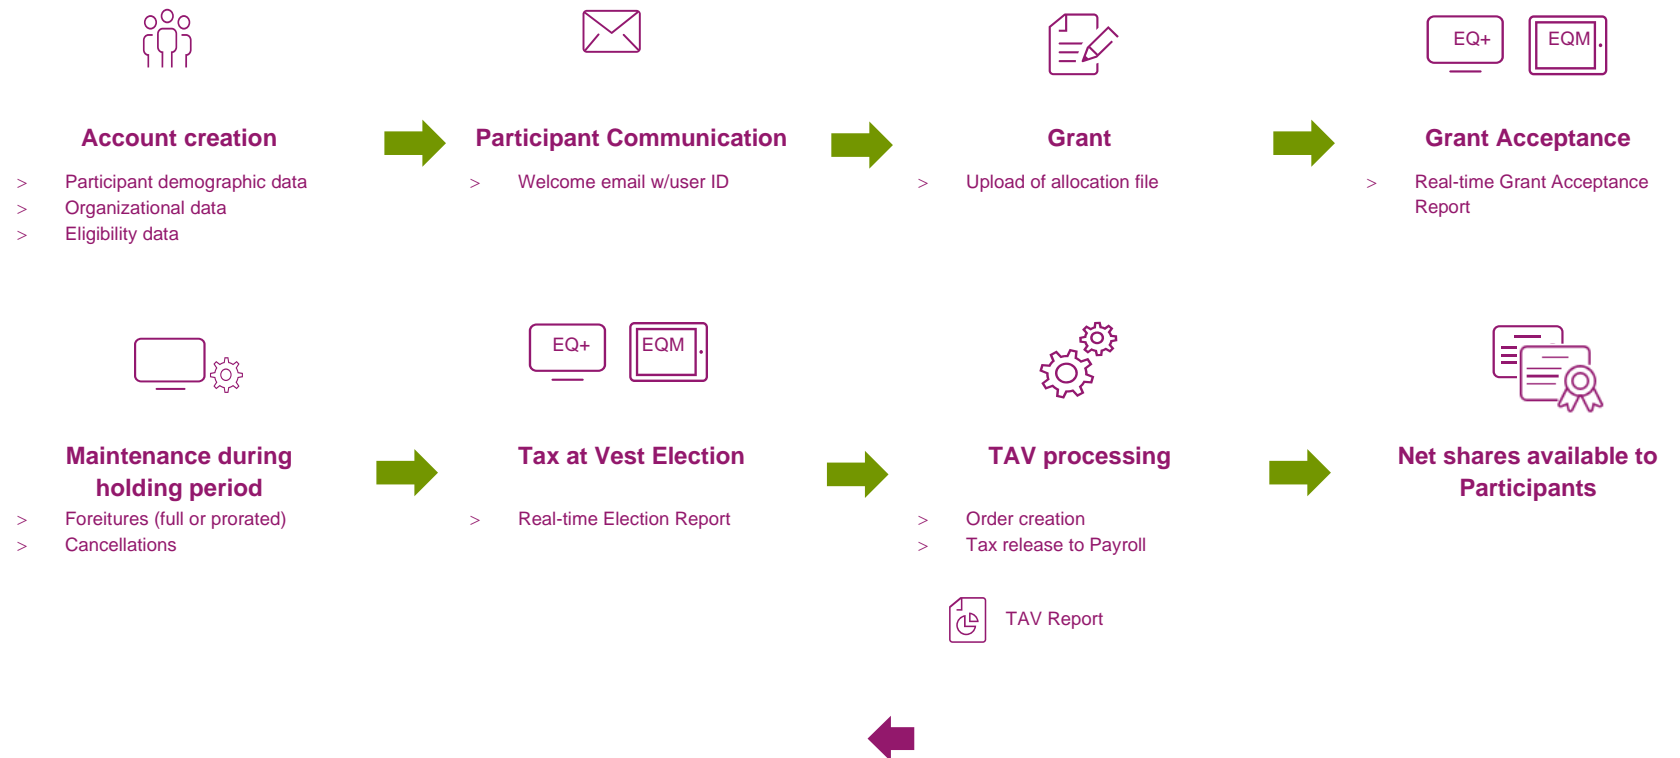 EQ+
EQM
Account creation
Participant Communication
Grant
Grant Acceptance
> Participant demographic data
> Organizational data
> Eligibility data
> Welcome email w/user ID
> Upload of allocation file
> Real-time Grant Acceptance
Report
EQ+
EQM
Maintenance during
holding period
Tax at Vest Election
TAV processing
Net shares available to
Participants
> Foreitures (full or prorated)
> Cancellations
> Real-time Election Report
> Order creation
> Tax release to Payroll
TAV Report